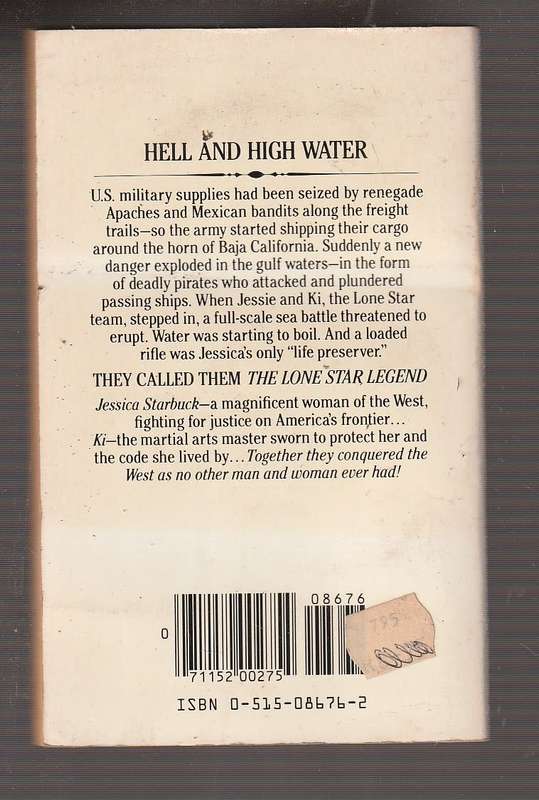 HELL AND HIGH WATER
U.S. military supplies had been seized by renegade
Apaches and Mexican bandits along the freight
trails—so the army started shipping their cargo
around the horn of Baja California. Suddenly a new
danger exploded in the gulf waters—in the form
of deadly pirates who attacked and plundered
passing ships. When Jessie and Ki, the Lone Star
team, stepped in, a full-scale sea battle threatened to
erupt. Water was starting to boil. And a loaded
rifle was Jessica's only “life preserver.”
THEY CALLED THEM THE LONE STAR LEGEND
Jessica Starbuck—a magnificent woman of the West,
fighting for justice on America's frontier...
Ki—the martial arts master sworn to protect her and
the code she lived by...Together they conquered the
West as no other man and woman ever had!
08676
0
71152 00275
795
ISBN 0-515-08676-2